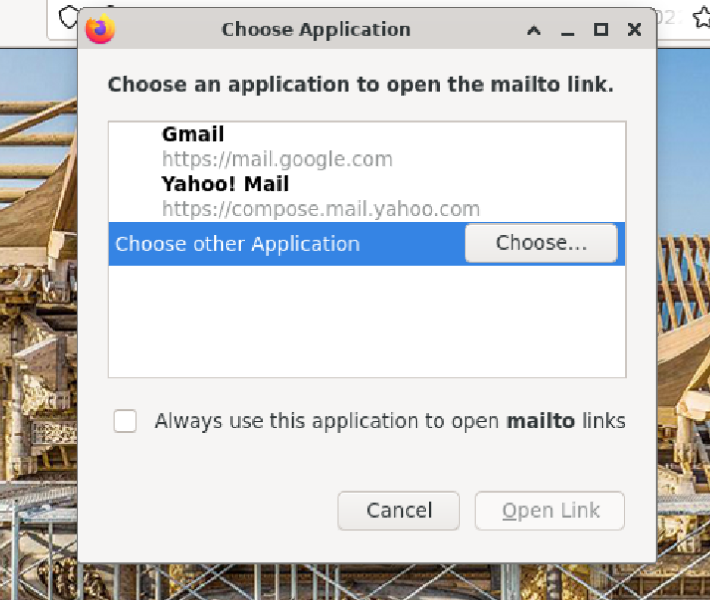 Choose Application
Choose an application to open the mailto link.
Gmail
https://mail.google.com
Yahoo! Mail
https://compose.mail.yahoo.com
Choose other Application
Choose...
Always use this application to open mailto links
Cancel
Open Link